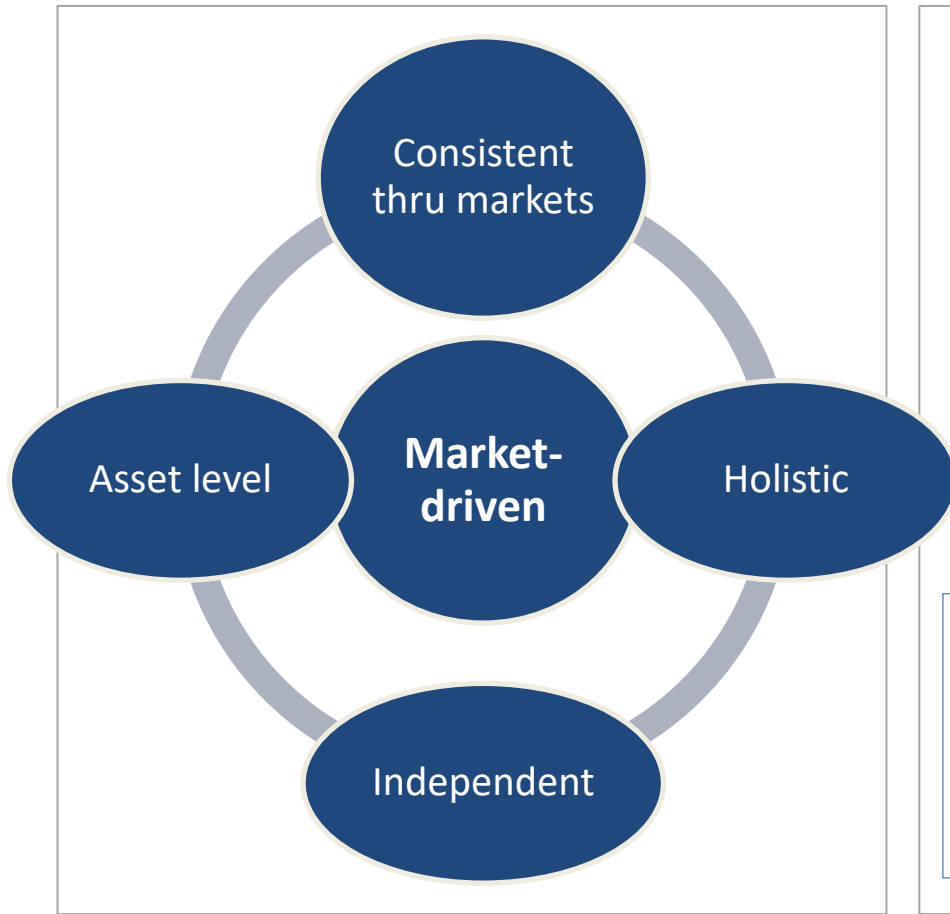 Consistent
thru markets
Asset level
Market-
driven
Holistic
Independent